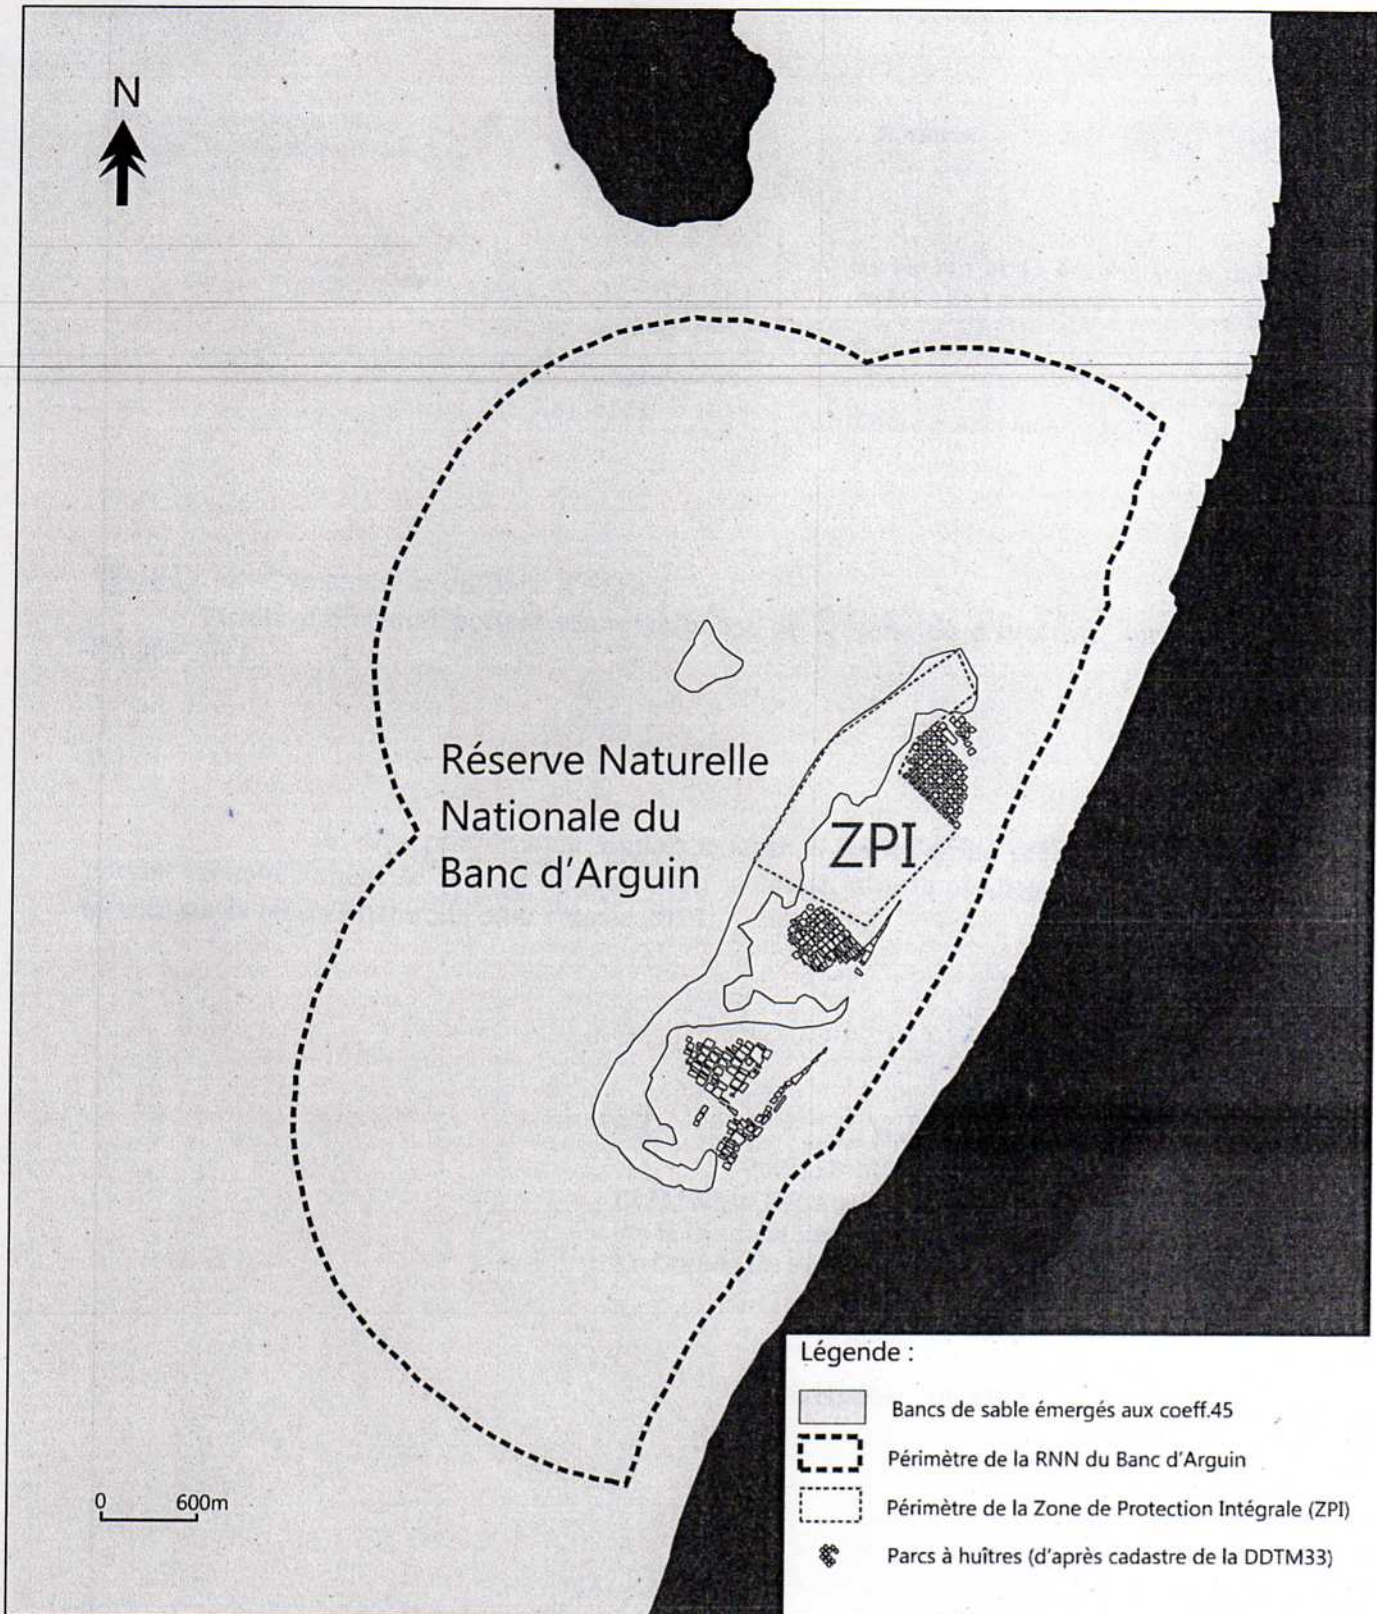 N
Réserve Naturelle
Nationale du
Banc d'Arguin
ZPI
0 600m
Légende :
Bancs de sable émergés aux coeff.45
Périmètre de la RNN du Banc d'Arguin
Périmètre de la Zone de Protection Intégrale (ZPI)
Parcs à huîtres (d'après cadastre de la DDTM33)